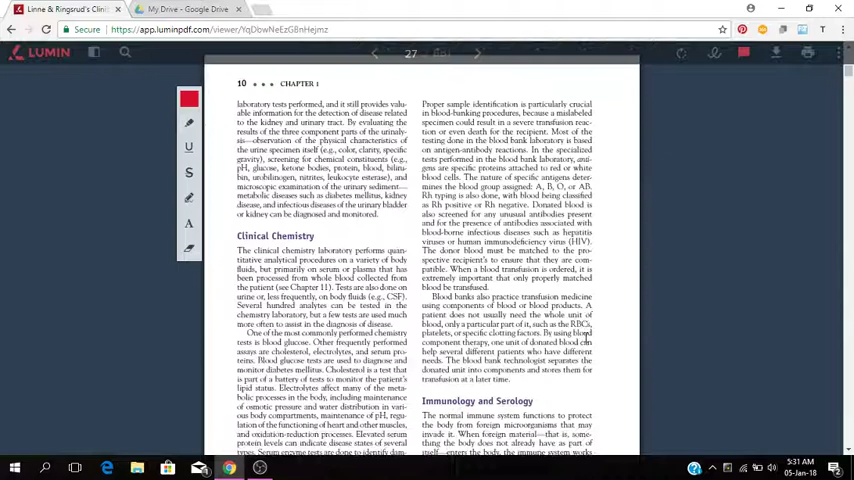 Linne & Ringsrud's Clini
My Drive - Google Drive
Secure
https://app.luminpdf.com/viewer/YqDowNeEzGBnHejmz
LUMIN
27
10 • • • CHAPTER 1
laboratory tests performed, and it still provides valu-
able information for the detection of disease related
to the kidney and urinary tract. By evaluating the
results of the three component parts of the urinaly-
sis—observation of the physical characteristics of
the urine specimen itself (e.g., color, clarity, specific
gravity), screening for chemical constituents (e.g.,
pH, glucose, ketone bodies, protein, blood, biliru-
bin, urobilinogen, nitrites, leukocyte esterase), and
microscopic examination of the urinary sediment—
metabolic diseases such as diabetes mellitus, kidney
disease, and infectious diseases of the urinary bladder
or kidney can be diagnosed and monitored.
Clinical Chemistry
The clinical chemistry laboratory performs quan-
titative analytical procedures on a variety of body
fluids, but primarily on serum or plasma that has
been processed from whole blood collected from
the patient (see Chapter 11). Tests are also done on
urine or, less frequently, on body fluids (e.g., CSF).
Several hundred analytes can be tested in the
chemistry laboratory, but a few tests are used much
more often to assist in the diagnosis of disease.
One of the most commonly performed chemistry
tests is blood glucose. Other frequently performed
assays are cholesterol, electrolytes, and serum pro-
teins. Blood glucose tests are used to diagnose and
monitor diabetes mellitus. Cholesterol is a test that
is part of a battery of tests to monitor the patient's
lipid status. Electrolytes affect many of the meta-
bolic processes in the body, including maintenance
of osmotic pressure and water distribution in vari-
ous body compartments, maintenance of pH, regu-
lation of the functioning of heart and other muscles,
and oxidation-reduction processes. Elevated serum
protein levels can indicate disease states of several
types. Serum enzyme tests are done to identify dam-
Proper sample identification is particularly crucial
in blood-banking procedures, because a mislabeled
specimen could result in a severe transfusion reac-
tion or even death for the recipient. Most of the
testing done in the blood bank laboratory is based
on antigen-antibody reactions. In the specialized
tests performed in the blood bank laboratory, anti-
gens are specific proteins attached to red or white
blood cells. The nature of specific antigens deter-
mines the blood group assigned: A, B, O, or AB.
Rh typing is also done, with blood being classified
as Rh positive or Rh negative. Donated blood is
also screened for any unusual antibodies present
and for the presence of antibodies associated with
blood-borne infectious diseases such as hepatitis
viruses or human immunodeficiency virus (HIV).
The donor blood must be matched to the pro-
spective recipient's to ensure that they are com-
patible. When a blood transfusion is ordered, it is
extremely important that only properly matched
blood be transfused.
Blood banks also practice transfusion medicine
using components of blood or blood products. A
patient does not usually need the whole unit of
blood, only a particular part of it, such as the RBCs,
platelets, or specific clotting factors. By using blood
component therapy, one unit of donated blood can
help several different patients who have different
needs. The blood bank technologist separates the
donated unit into components and stores them for
transfusion at a later time.
Immunology and Serology
The normal immune system functions to protect
the body from foreign microorganisms that may
invade it. When foreign material—that is, some-
thing the body does not already have as part of
itself—enters the body, the immune system works
U
S
A
5:31 AM
05-Jan-18